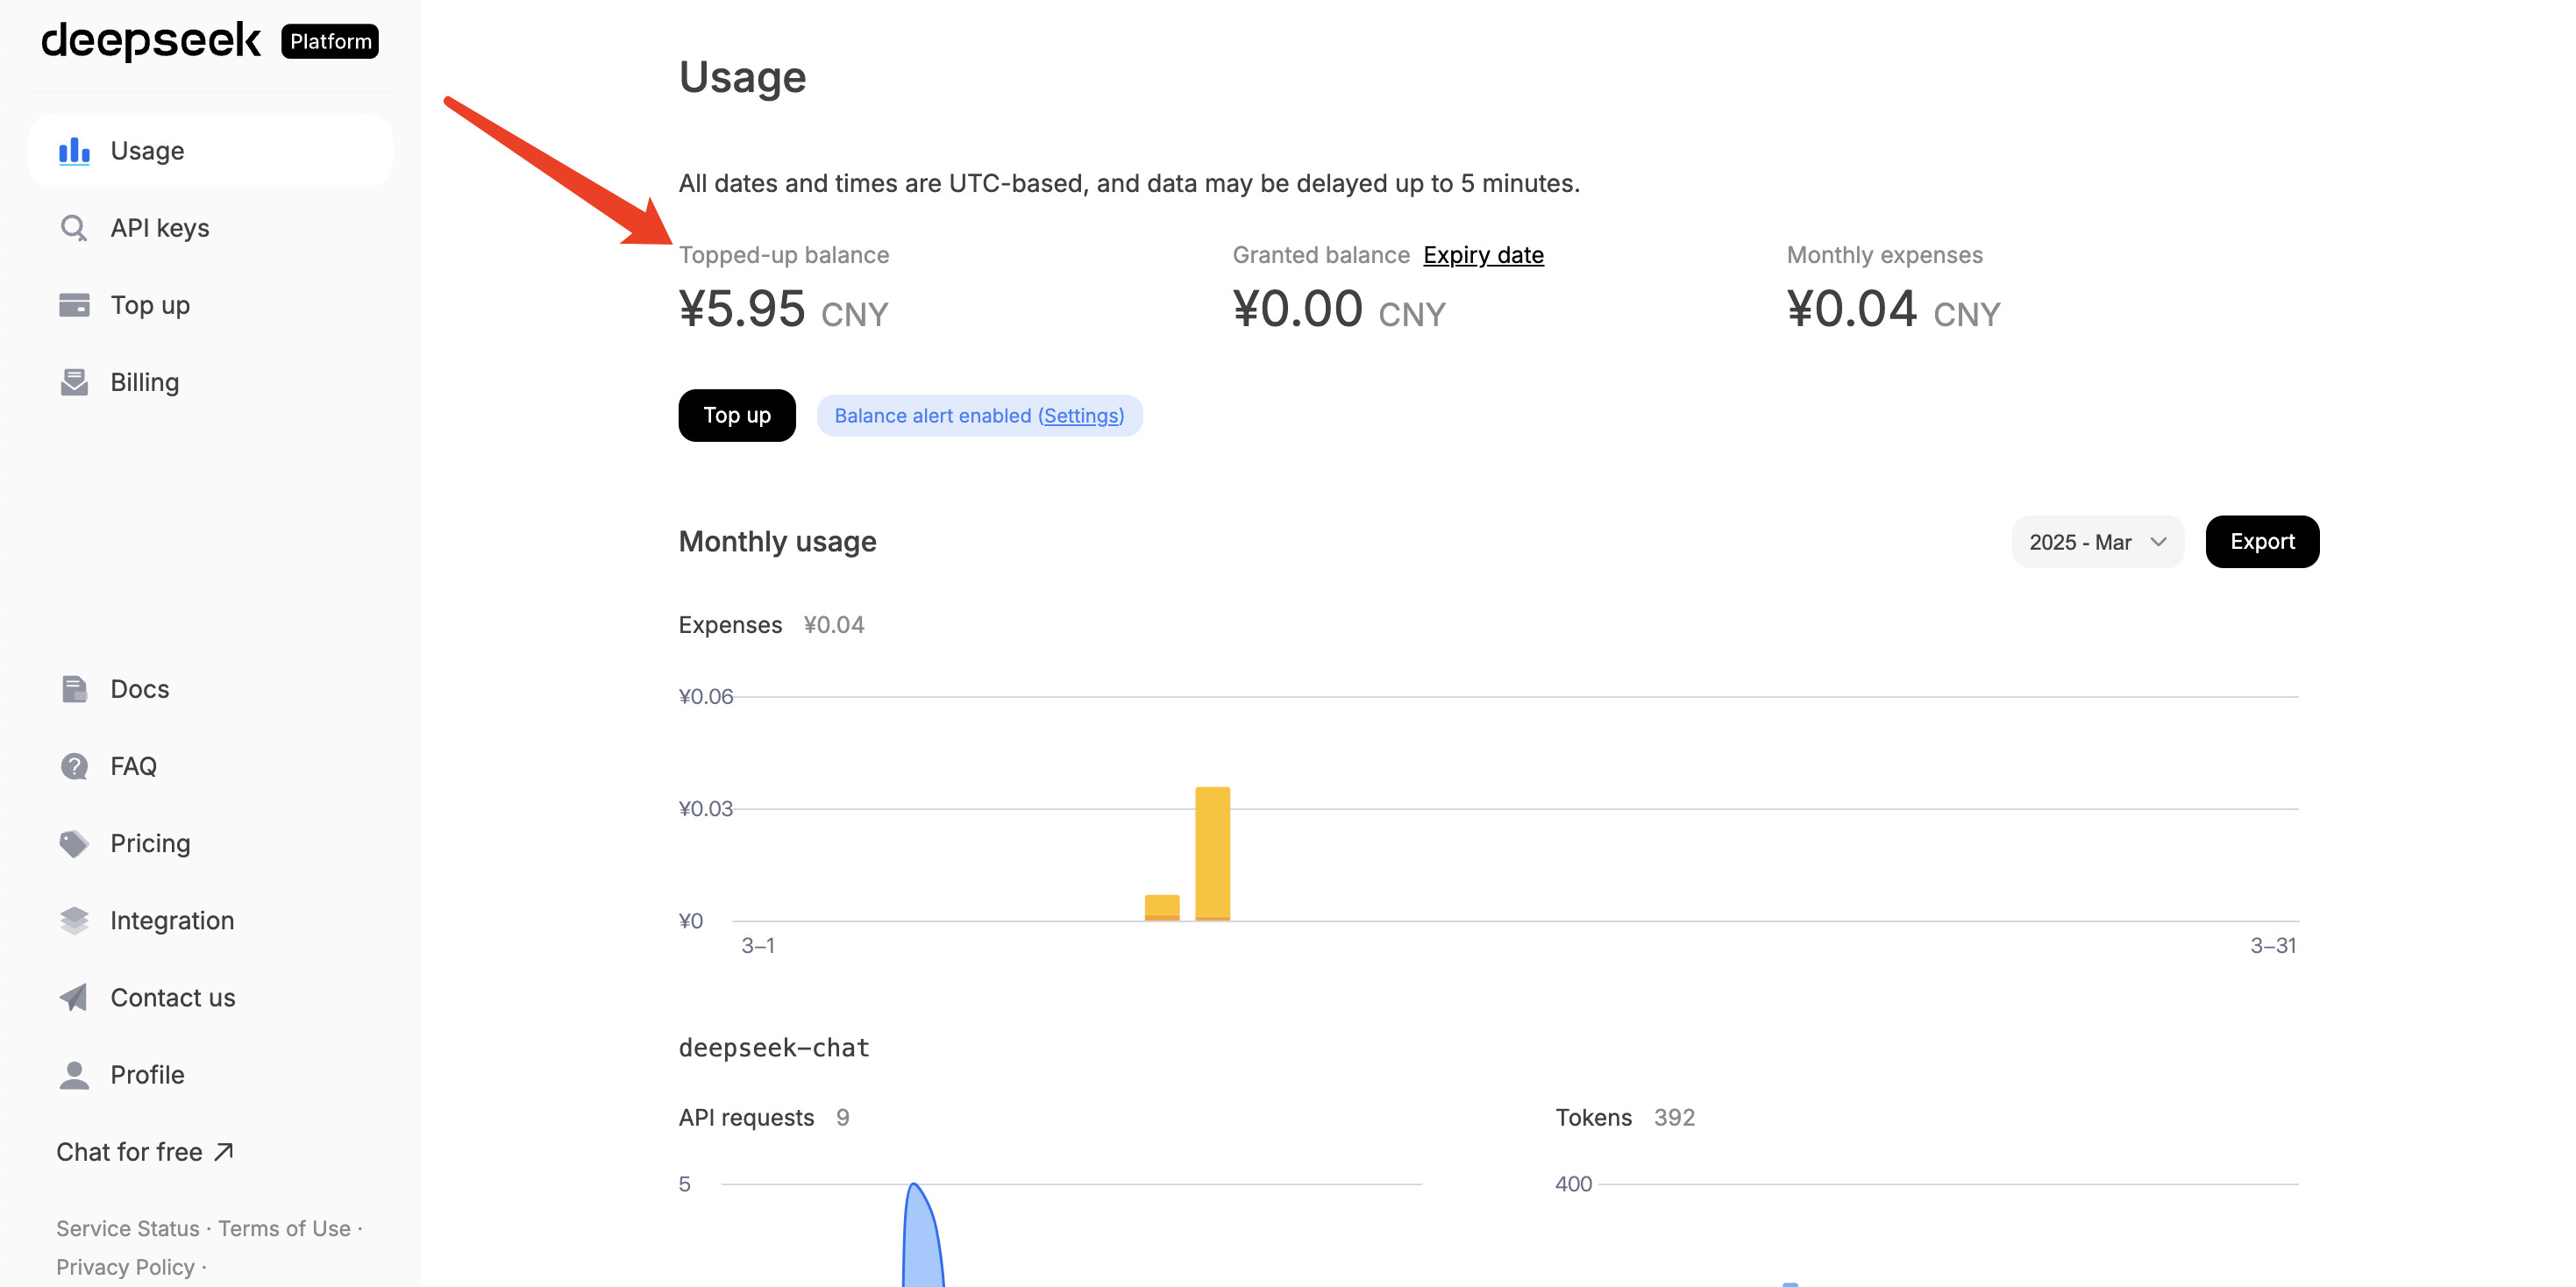 deepseek Platform
Usage
API keys
Top up
Billing
Docs
FAQ
Pricing
Integration
Contact us
Profile
Chat for free
Service Status · Terms of Use ·
Privacy Policy ·
Usage
All dates and times are UTC-based, and data may be delayed up to 5 minutes.
Topped-up balance
¥5.95 CNY
Granted balance Expiry date
¥0.00 CNY
Monthly expenses
¥0.04 CNY
Top up
Balance alert enabled (Settings)
Monthly usage
2025 - Mar
Export
Expenses ¥0.04
¥0.06
¥0.03
¥0
3-1
3-31
deepseek-chat
API requests 9
5
Tokens 392
400